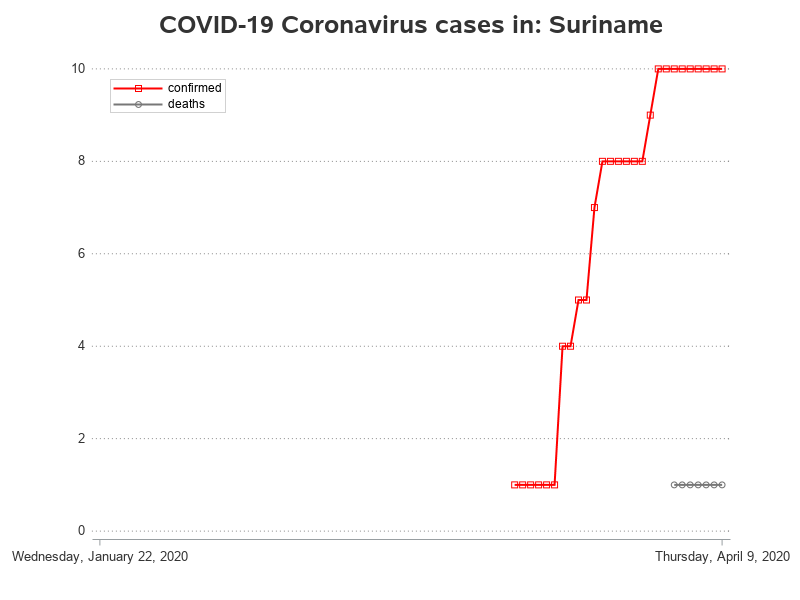 COVID-19 Coronavirus cases in: Suriname
10
confirmed
deaths
8
6
4
2
0
Wednesday, January 22, 2020
Thursday, April 9, 2020